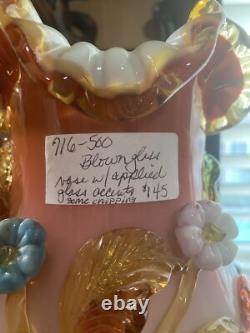 716-500
Blown glass
vase w/ applied
glass accents $145
some chipping